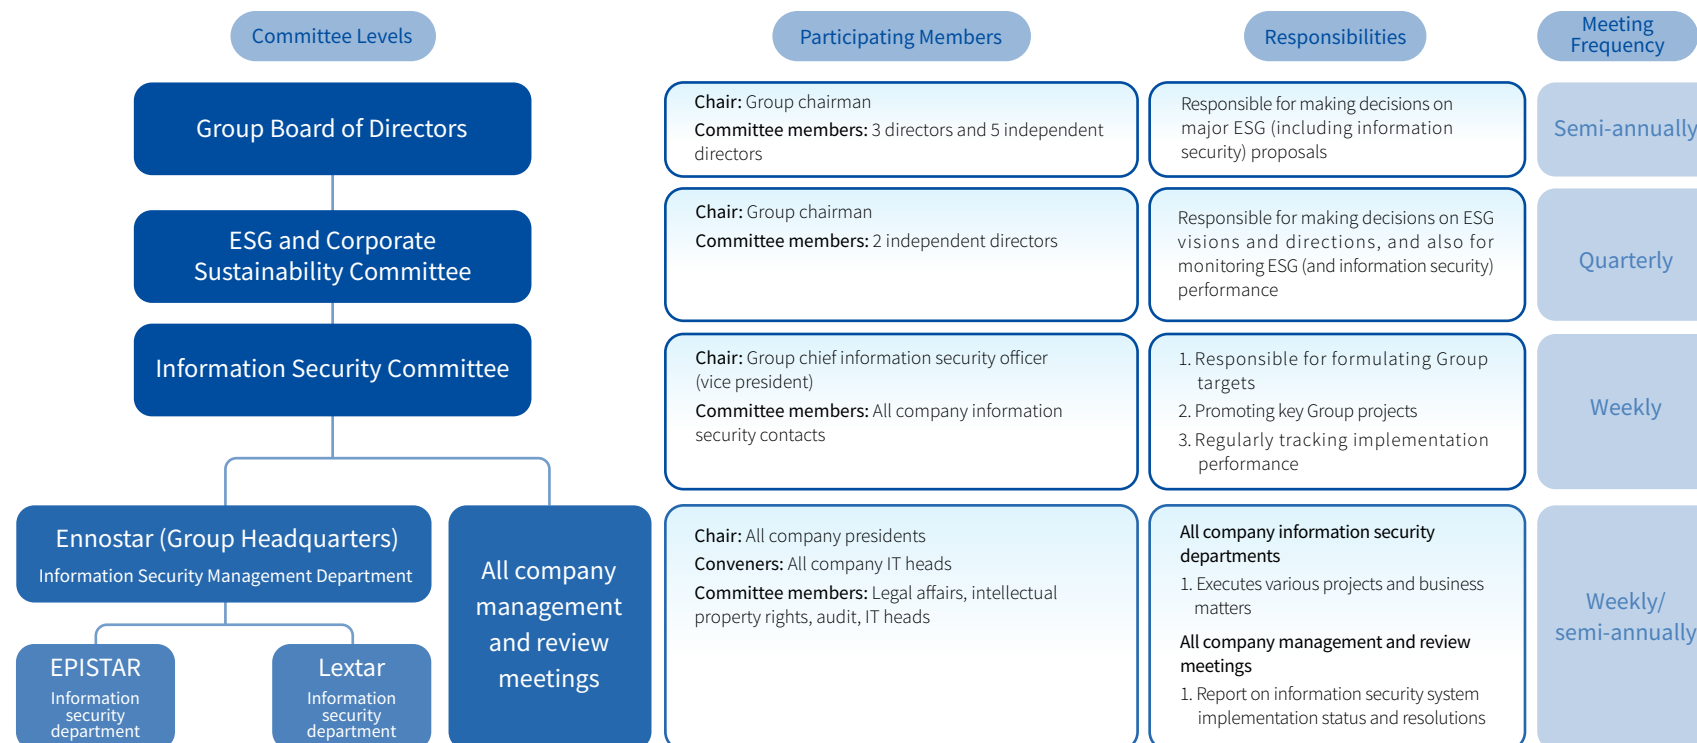 Committee Levels
Participating Members
Responsibilities
Meeting
Frequency
Group Board of Directors
Chair: Group chairman
Committee members: 3 directors and 5 independent
directors
Responsible for making decisions on
major ESG (including information
security) proposals
Semi-annually
ESG and Corporate
Sustainability Committee
Chair: Group chairman
Committee members: 2 independent directors
Responsible for making decisions on ESG
visions and directions, and also for
monitoring ESG (and information security)
performance
Quarterly
Information Security Committee
Chair: Group chief information security officer
(vice president)
Committee members: All company information
security contacts
1. Responsible for formulating Group
targets
2. Promoting key Group projects
3. Regularly tracking implementation
performance
Weekly
Ennostar (Group Headquarters)
Information Security Management Department
EPISTAR
Information
security
department
Lextar
Information
security
department
All company
management
and review
meetings
Chair: All company presidents
Conveners: All company IT heads
Committee members: Legal affairs, intellectual
property rights, audit, IT heads
All company information security
departments
1. Executes various projects and business
matters
All company management and review
meetings
1. Report on information security system
implementation status and resolutions
Weekly/
semi-annually